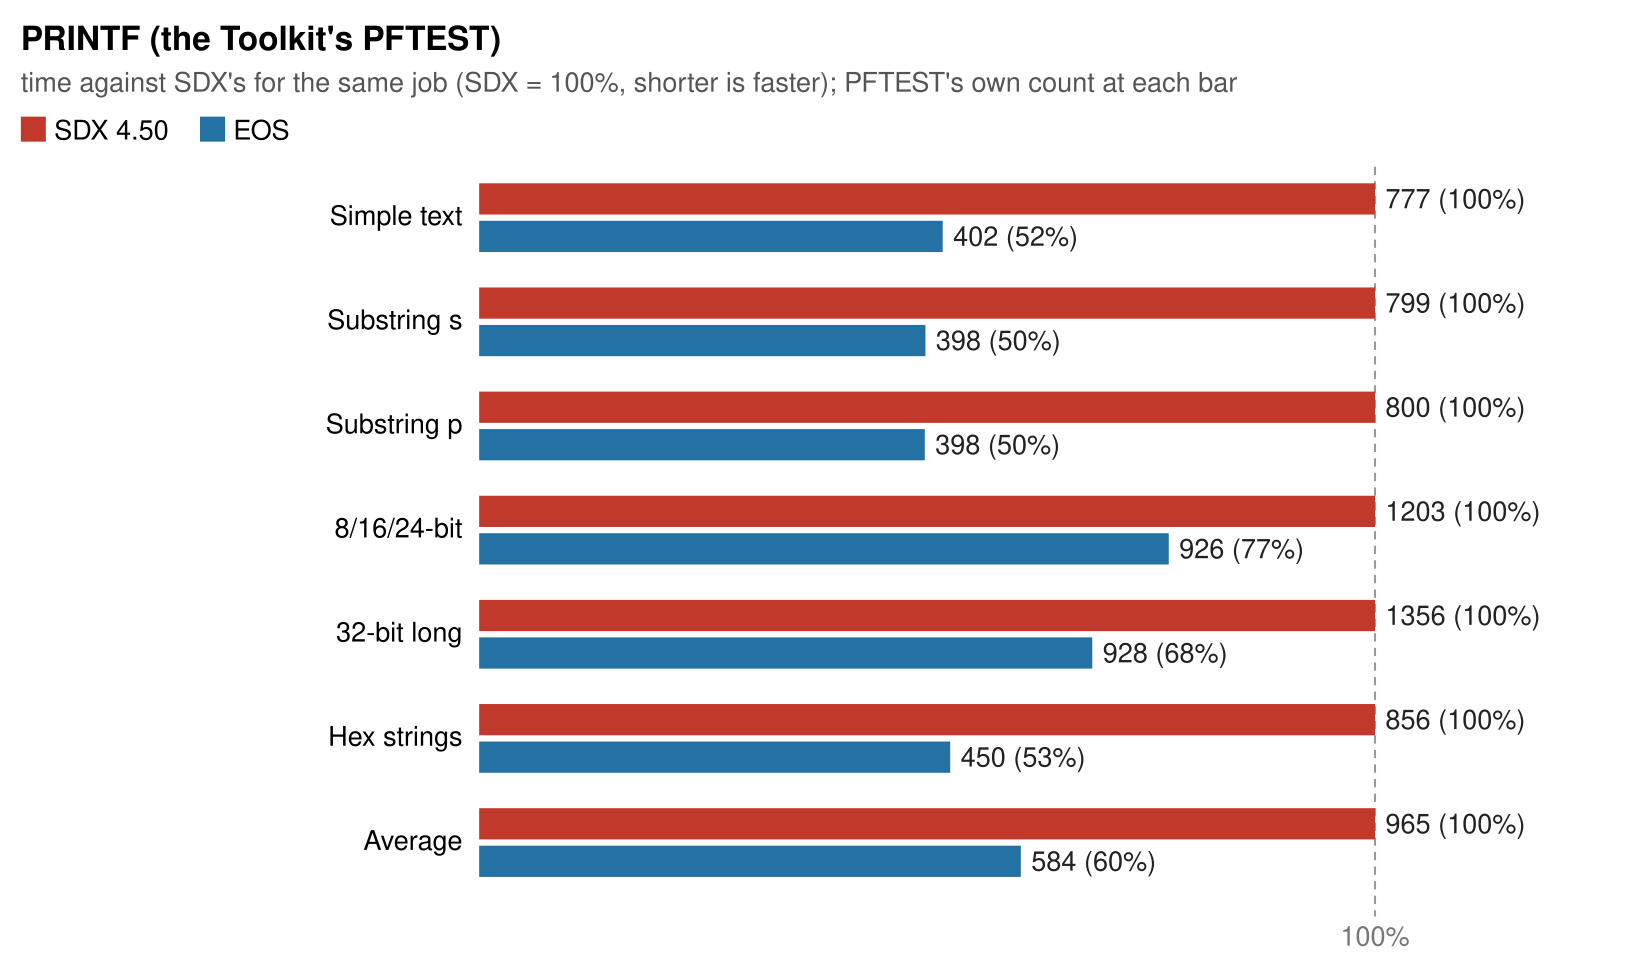 PRINTF (the Toolkit's PFTEST)
time against SDX's for the same job (SDX = 100%, shorter is faster); PFTEST's own count at each bar
SDX 4.50 EOS
777 (100%)
Simple text
402 (52%)
799 (100%)
Substring s
398 (50%)
800 (100%)
Substring p
398 (50%)
1203 (100%)
8/16/24-bit
926 (77%)
1356 (100%)
32-bit long
928 (68%)
856 (100%)
Hex strings
450 (53%)
965 (100%)
Average
584 (60%)
100%